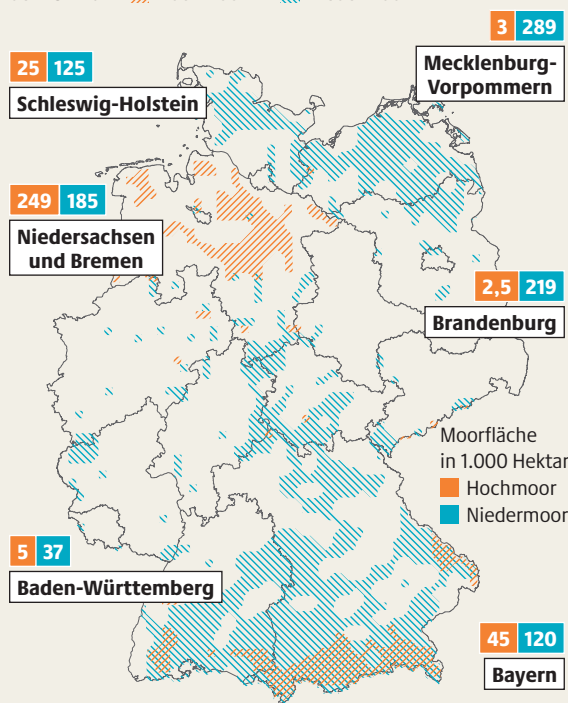 3 289
Mecklenburg-
Vorpommern
25 125
Schleswig-Holstein
249 185
Niedersachsen
und Bremen
2,5 219
Brandenburg
Moorfläche
in 1.000 Hektar
Hochmoor
Niedermoor
5 37
Baden-Württemberg
45 120
Bayern